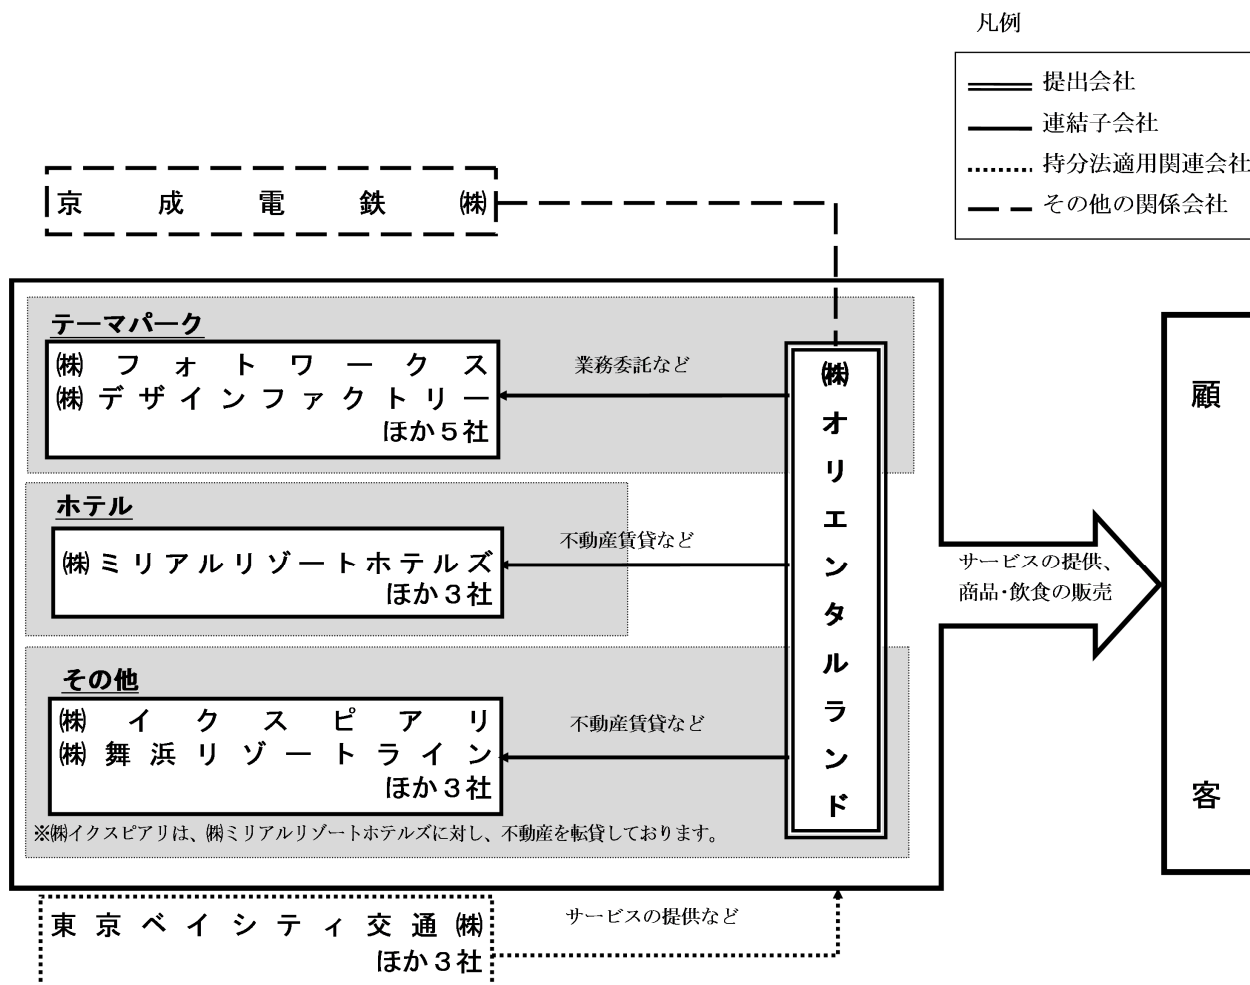 凡例
提出会社
連結子会社
持分法適用関連会社
その他の関係会社
京成電鉄㈱
テーマパーク
㈱フォトワークス
㈱デザインファクトリー
ほか５社
業務委託など
ホテル
㈱ミリアルリゾートホテルズ
ほか３社
不動産賃貸など
その他
㈱イクスピアリ
㈱舞浜リゾートライン
ほか３社
不動産賃貸など
※㈱イクスピアリは、㈱ミリアルリゾートホテルズに対し、不動産を転貸しております。
㈱オリエンタルランド
サービスの提供、
商品・飲食の販売
顧客
東京ベイシティ交通㈱
ほか３社
サービスの提供など